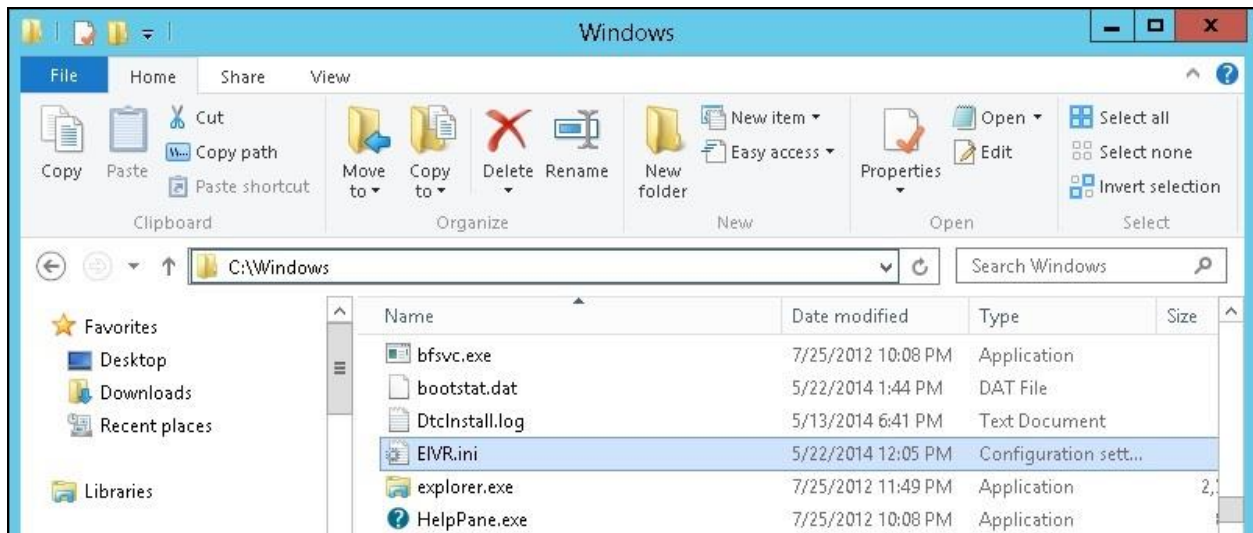 Windows
File Home Share View
Copy
Paste
Cut
W... Copy path
Paste shortcut
Clipboard
Move to
Copy to
Delete
Rename
Organize
New folder
New item
Easy access
New
Properties
Open
Edit
Open
Select all
Select none
Invert selection
Select
C:\Windows
Search Windows
Favorites
Desktop
Downloads
Recent places
Libraries
Name Date modified Type Size
bfsvc.exe 7/25/2012 10:08 PM Application
bootstat.dat 5/22/2014 1:44 PM DAT File
DtcInstall.log 5/13/2014 6:41 PM Text Document
EIVR.ini 5/22/2014 12:05 PM Configuration sett...
explorer.exe 7/25/2012 11:49 PM Application
HelpPane.exe 7/25/2012 10:08 PM Application